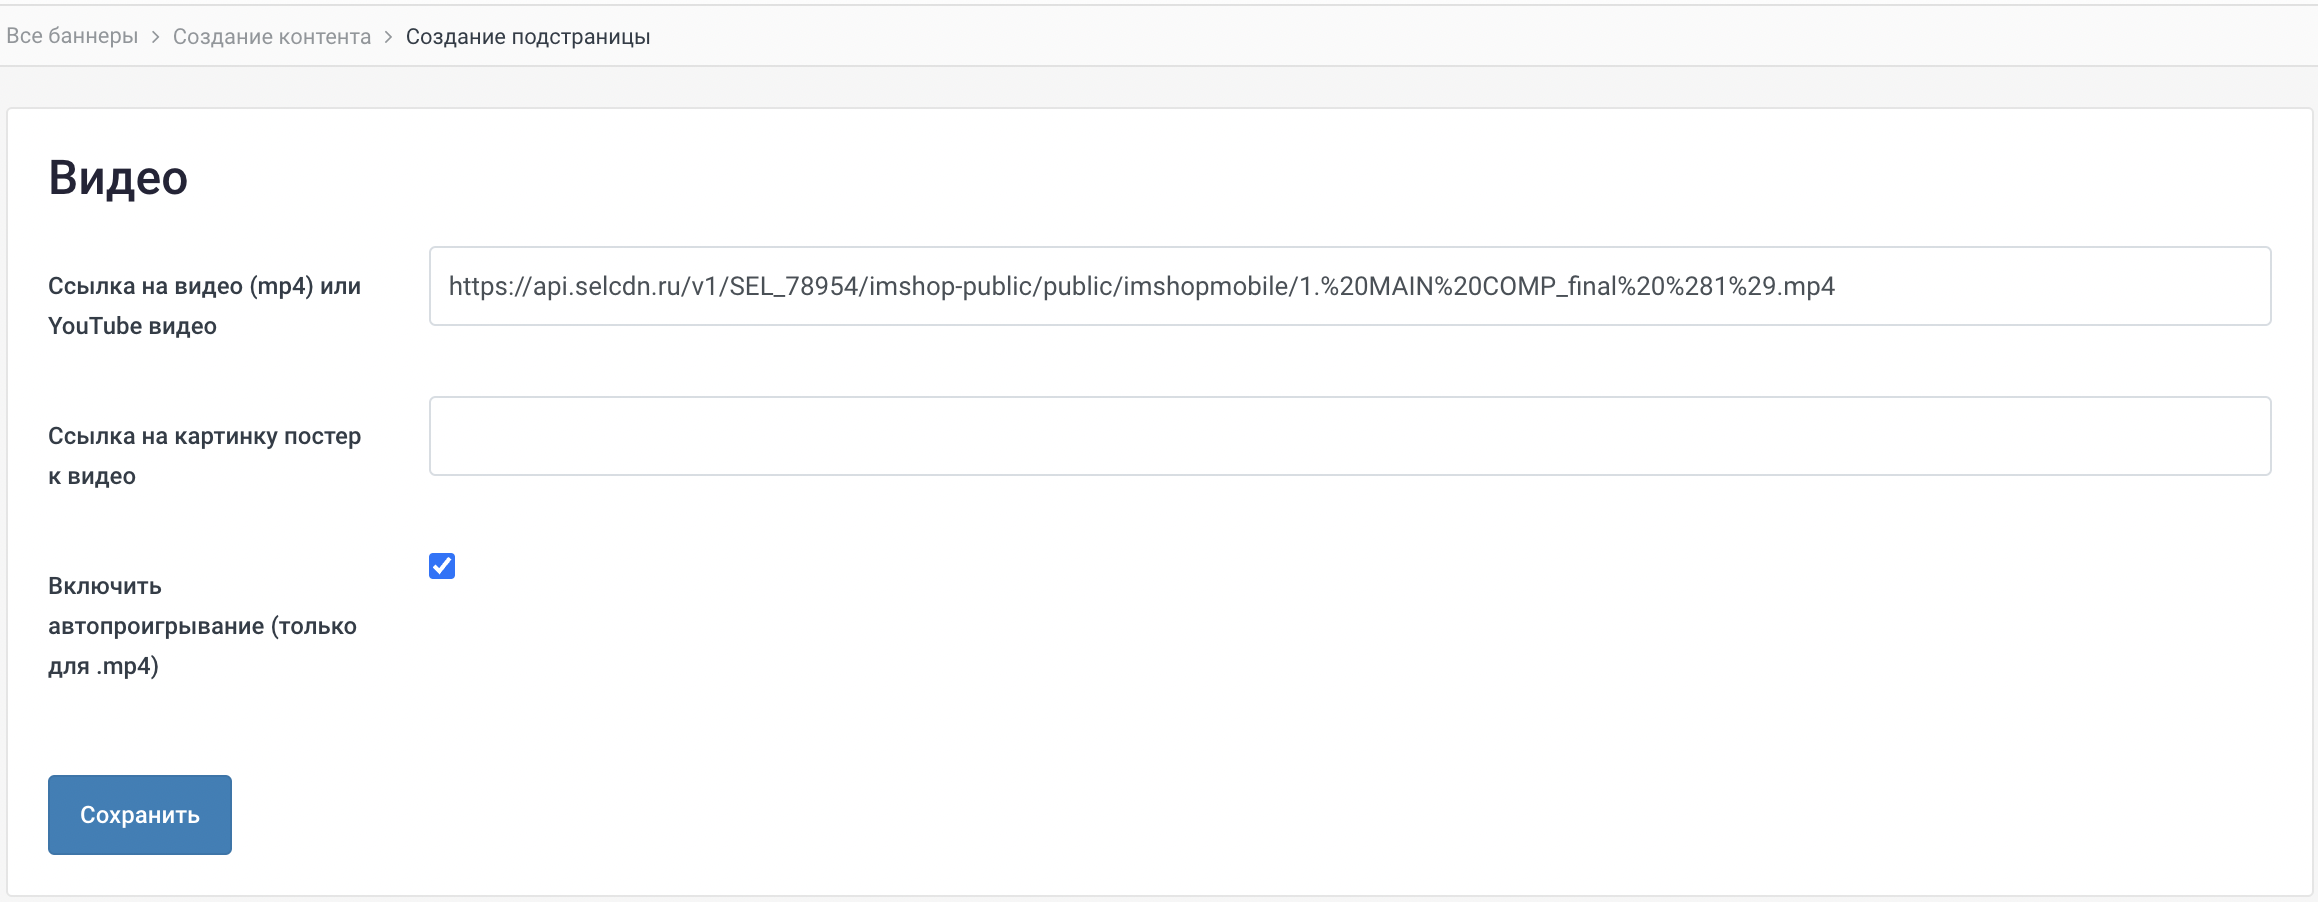 Все баннеры > Создание контента > Создание подстраницы
Видео
Ссылка на видео (mp4) или
YouTube видео
https://api.selcdn.ru/v1/SEL_78954/imshop-public/public/imshopmobile/1.%20MAIN%20COMP_final%20%281%29.mp4
Ссылка на картинку постер
к видео
Включить
автопроигрывание (только
для .mp4)
Сохранить